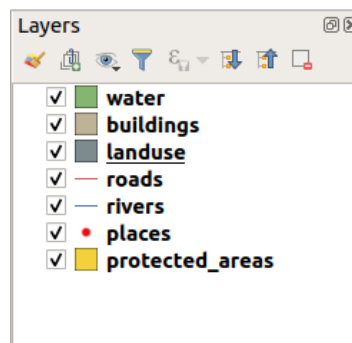 Layers
water
buildings
landuse
roads
rivers
places
protected_areas